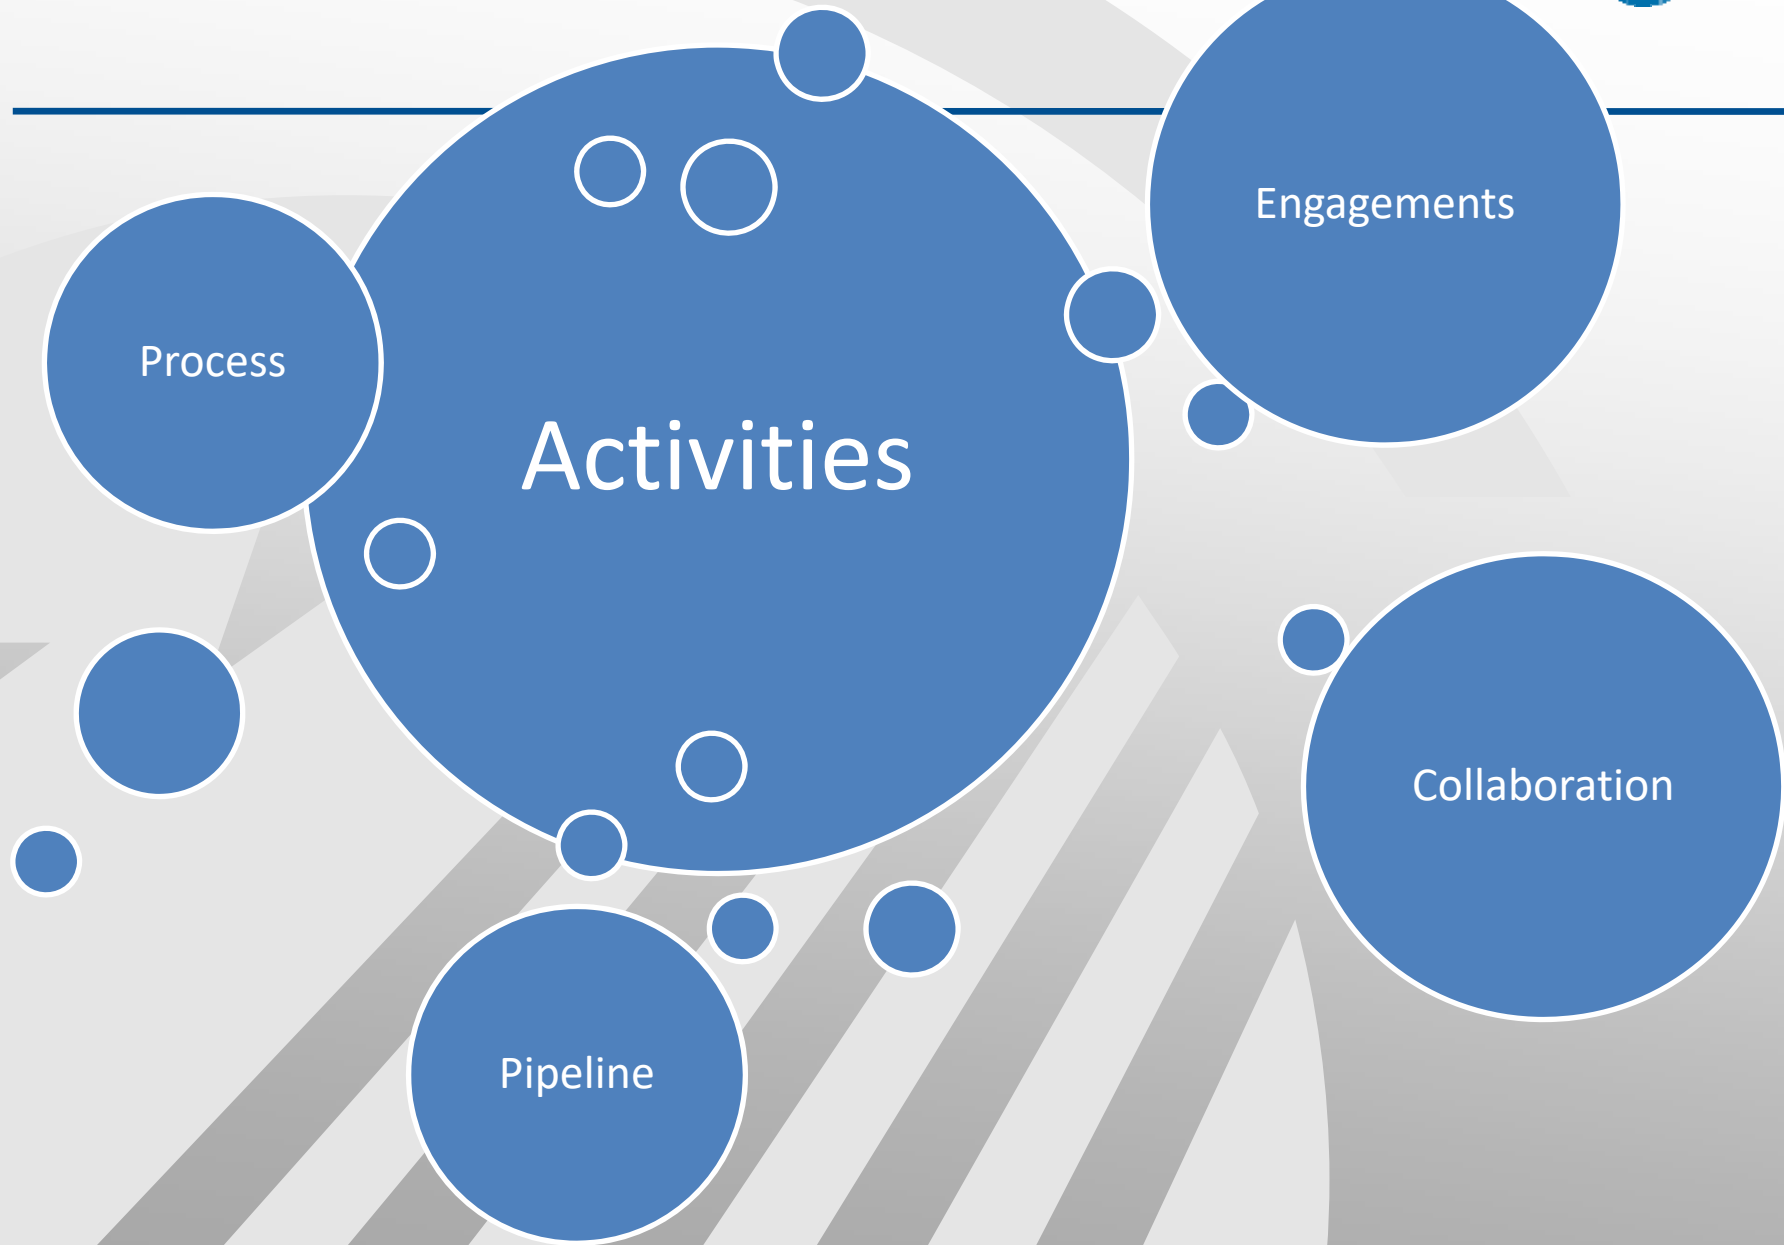 Engagements
Process
Activities
Collaboration
Pipeline